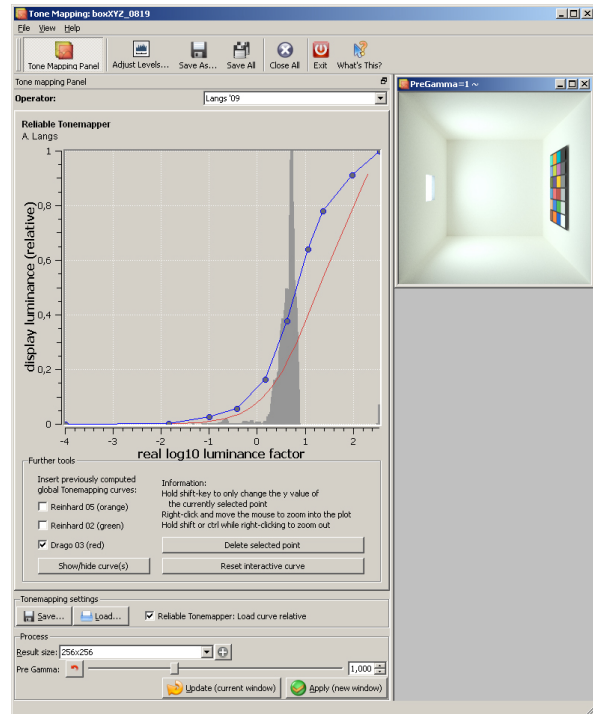 Tone Mapping: boxXYZ_0819
File View Help
Tone Mapping Panel Adjust Levels... Save As... Save All Close All Exit What's This?
Tone mapping Panel
Operator: Langs '09
Reliable Tonemapper
A. Langs
1
0,8
0,6
0,4
0,2
0
display luminance (relative)
-4 -3 -2 -1 0 1 2
real log10 luminance factor
Further tools
Insert previously computed
global Tonemapping curves:
Reinhard 05 (orange)
Reinhard 02 (green)
Drago 03 (red)
Show/hide curve(s)
Information:
Hold shift-key to only change the y value of
the currently selected point
Right-click and move the mouse to zoom into the plot
Hold shift or ctrl while right-clicking to zoom out
Delete selected point
Reset interactive curve
Tonemapping settings
Save... Load... Reliable Tonemapper: Load curve relative
Process
Result size: 256x256
Pre Gamma: 1,000
Update (current window) Apply (new window)
PreGamma=1 ~